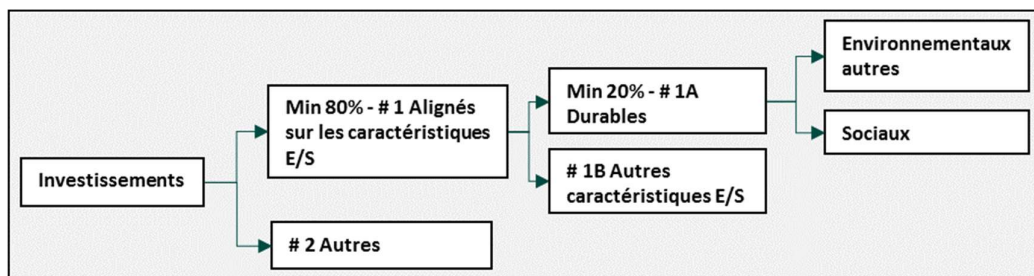 Environnementaux
autres
Min 80% - # 1 Alignés
sur les caractéristiques
E/S
Min 20% - # 1A
Durables
Sociaux
Investissements
# 1B Autres
caractéristiques E/S
# 2 Autres